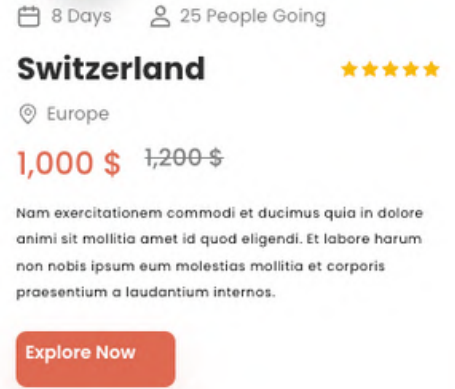 8 Days 25 People Going
Switzerland
Europe
1,000 $ 1,200 $
Nam exercitationem commodi et ducimus quia in dolore
animi sit mollitia amet id quod eligendi. Et labore harum
non nobis ipsum eum molestias mollitia et corporis
praesentium a laudantium internos.
Explore Now